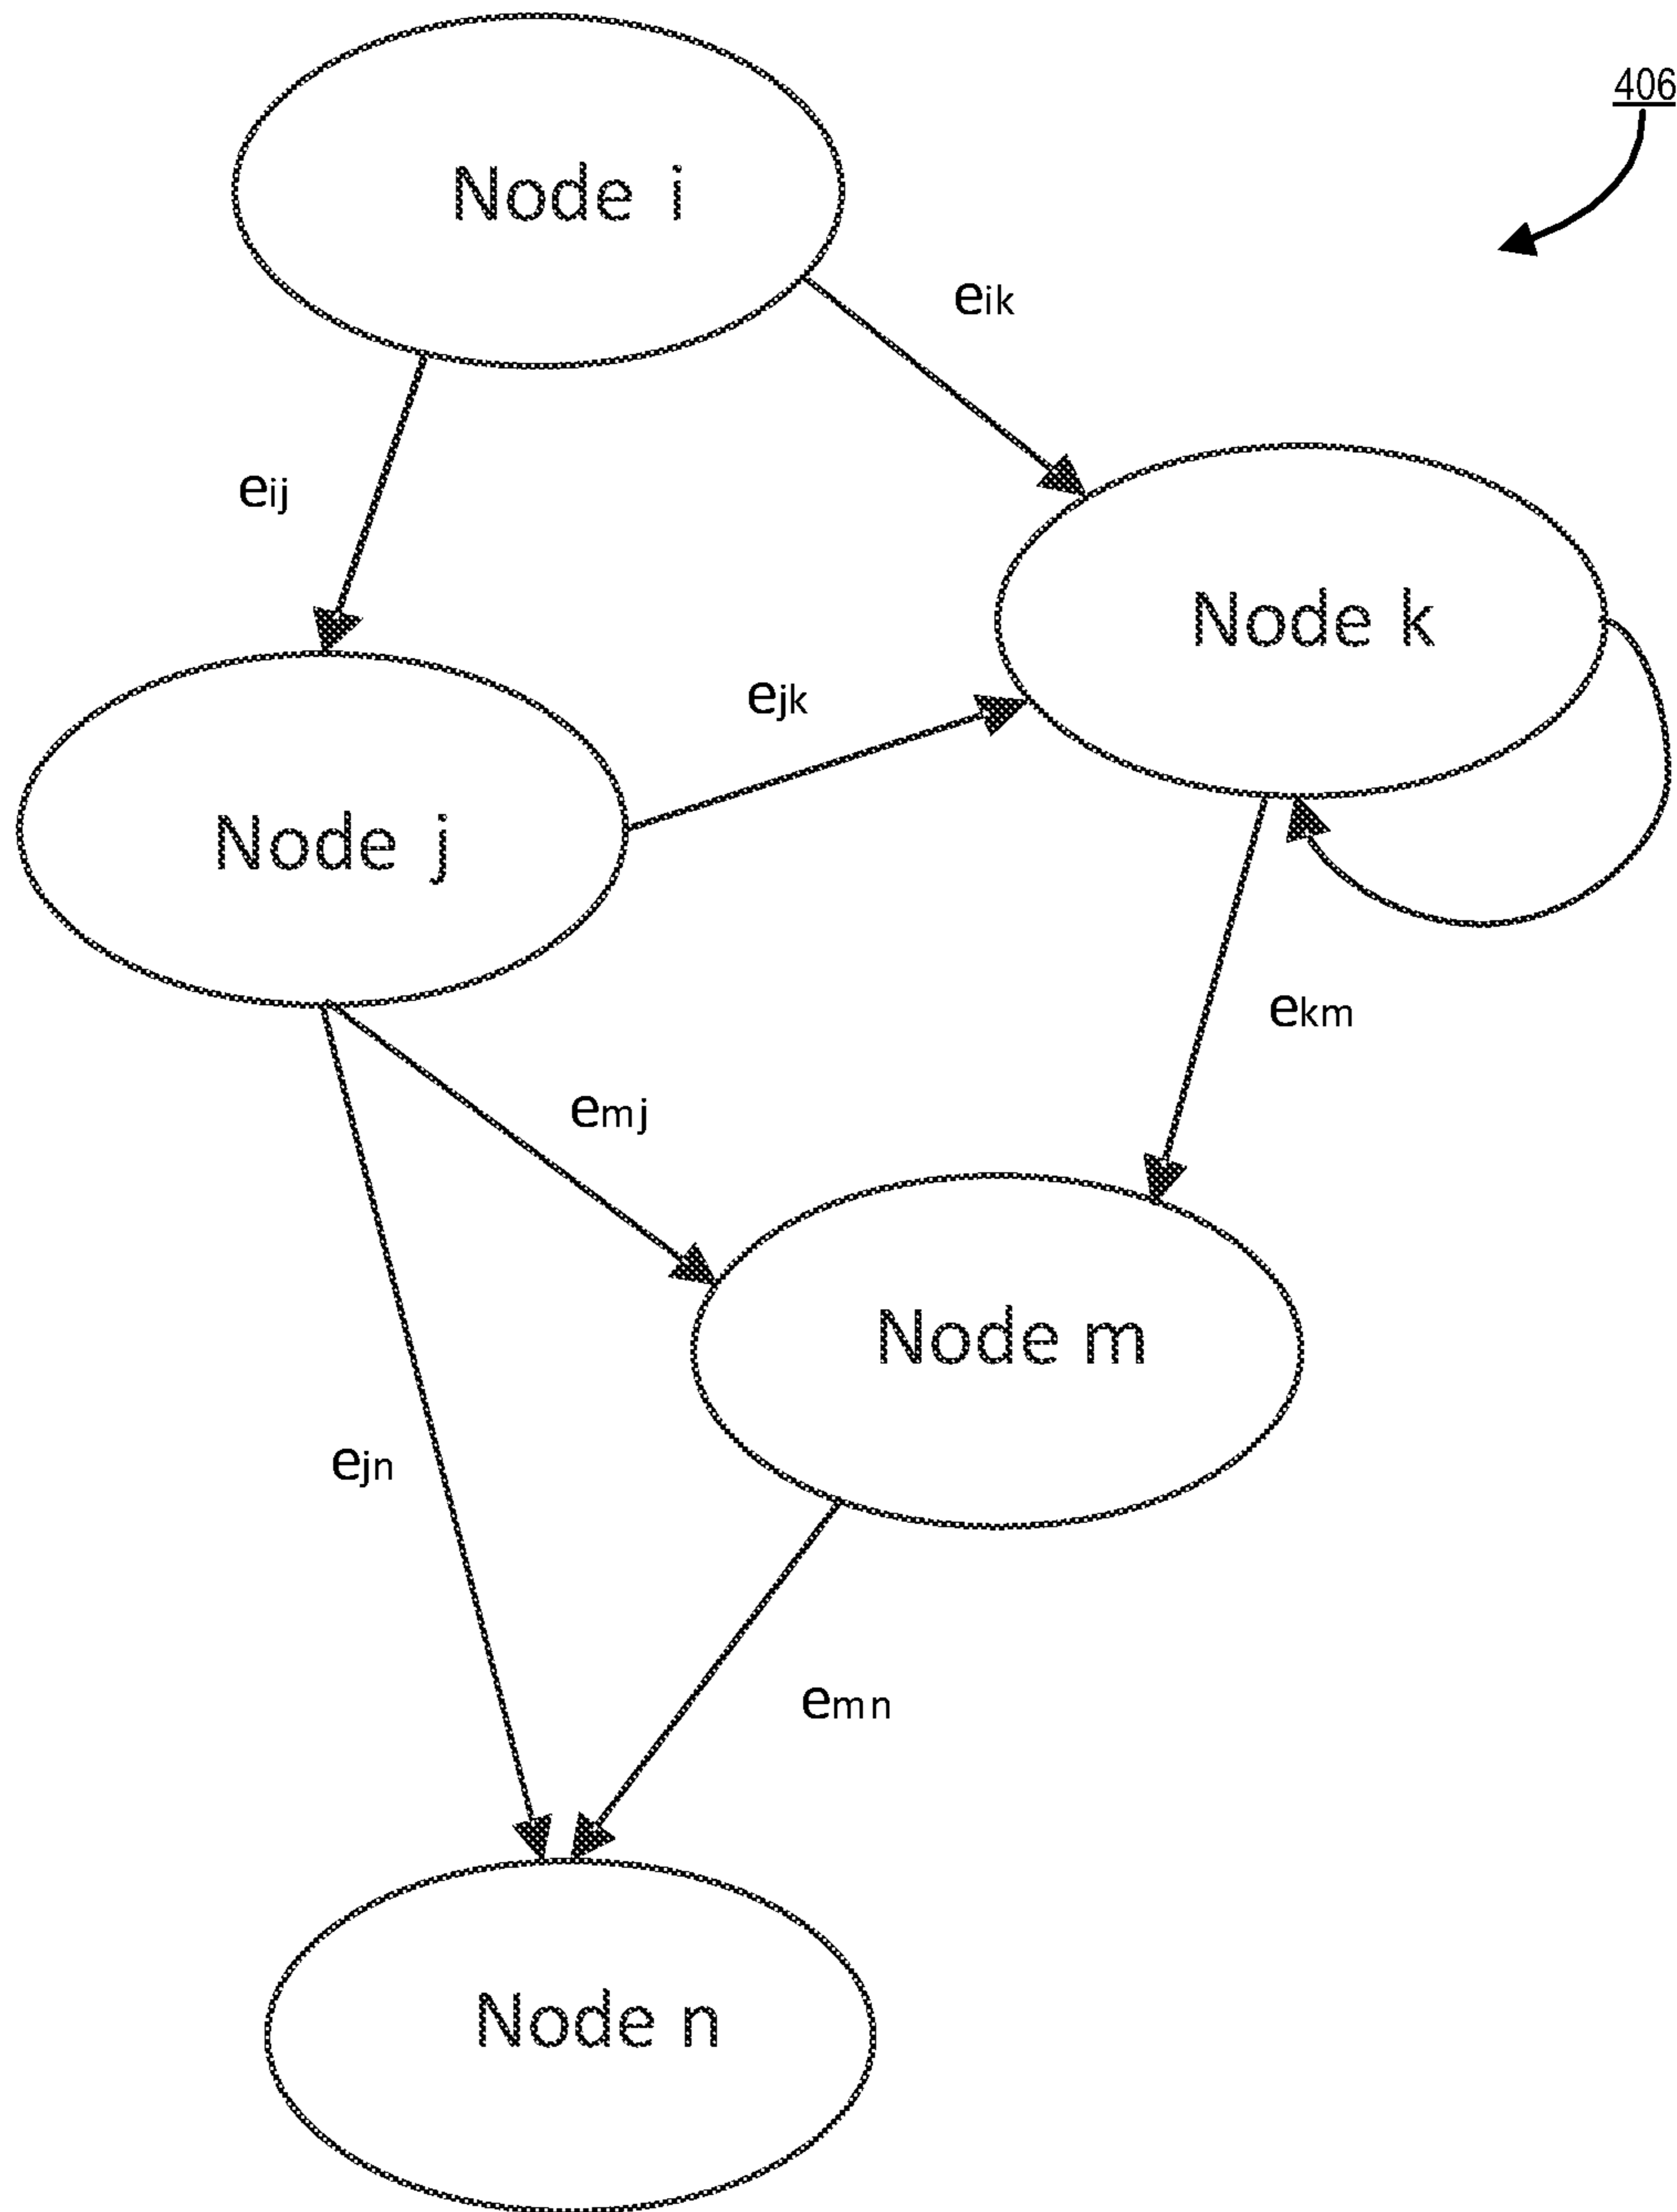 406
Node i
eik
eij
Node k
ejk
Node j
ekm
emj
Node m
ejn
emn
Node n